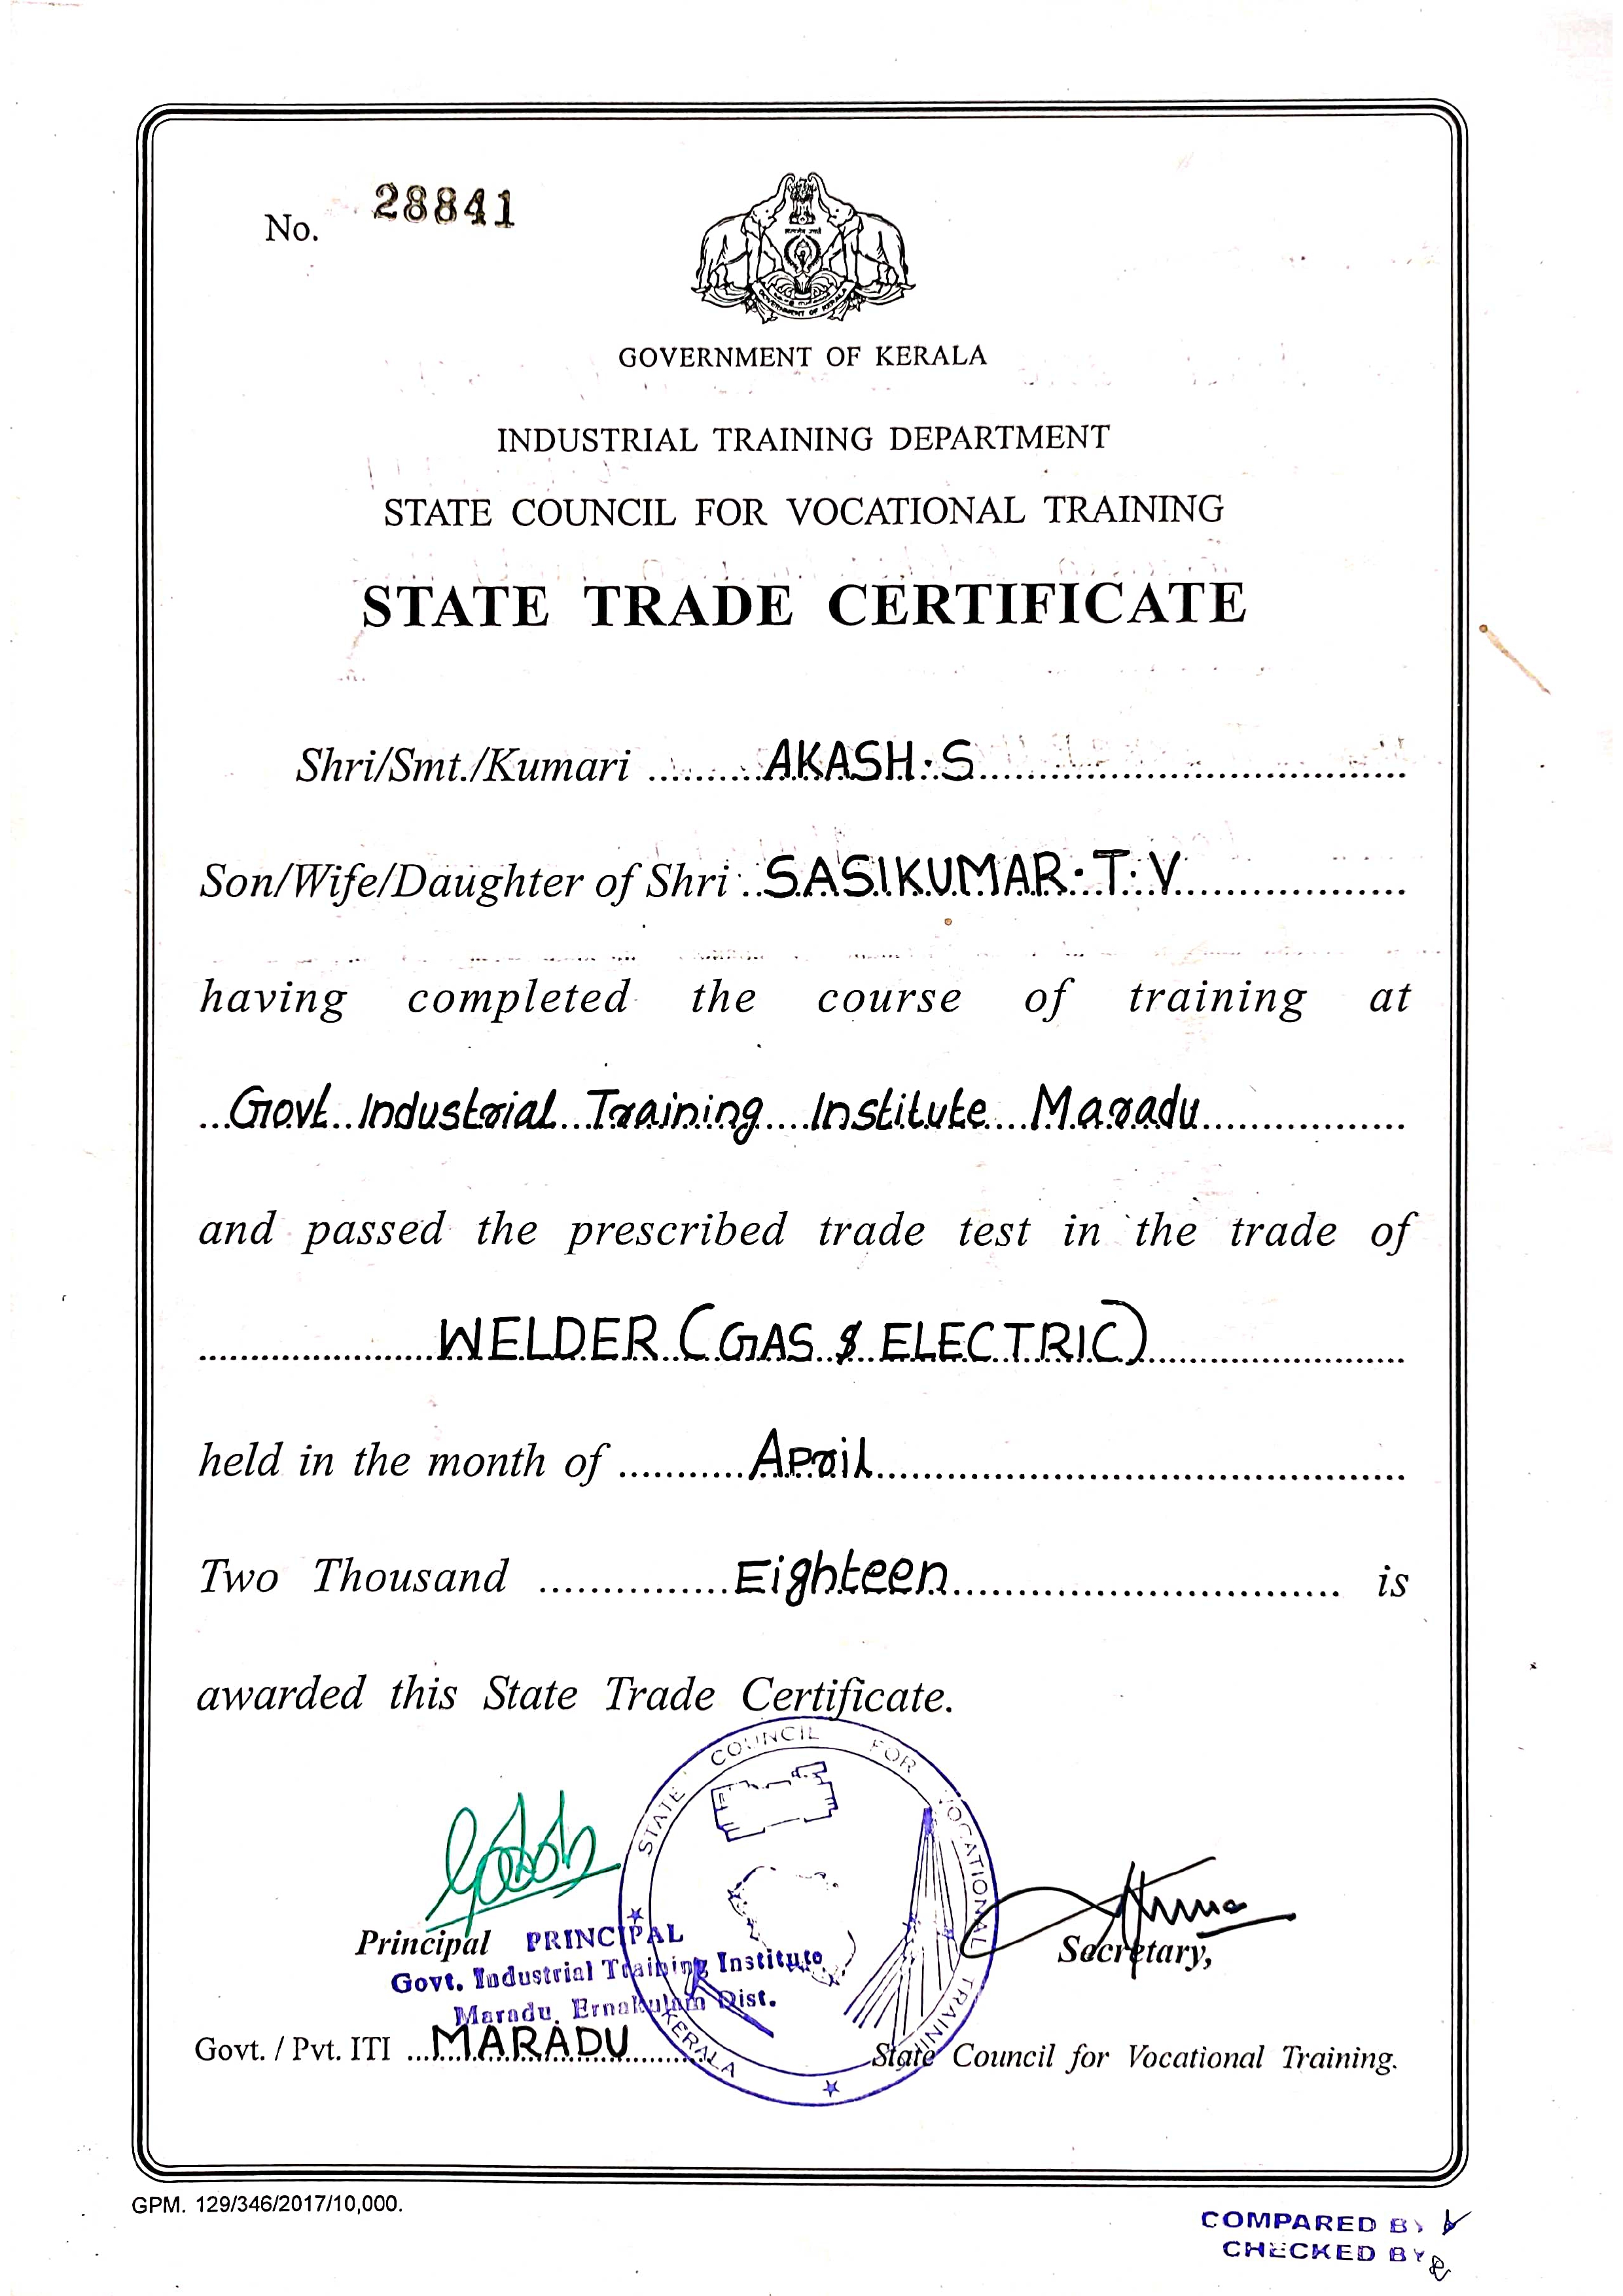 No. 28841
GOVERNMENT OF KERALA
GOVERNMENT OF KERALA
INDUSTRIAL TRAINING DEPARTMENT
STATE COUNCIL FOR VOCATIONAL TRAINING
STATE TRADE CERTIFICATE
Shri/Smt./Kumari AKASH.S
Son/Wife/Daughter of Shri SASIKUMAR.T.V
having completed the course of training at
Govt Industrial Training Institute Maradu
and passed the prescribed trade test in the trade of
WELDER (GAS & ELECTRIC)
held in the month of April
Two Thousand Eighteen is
awarded this State Trade Certificate.
STATE COUNCIL FOR VOCATIONAL TRAINING KERALA
Principal PRINCIPAL
Govt. Industrial Training Institute
Maradu, Ernakulam Dist.
Secretary,
Govt. / Pvt. ITI MARADU
State Council for Vocational Training.
GPM. 129/346/2017/10,000.
COMPARED BY
CHECKED BY